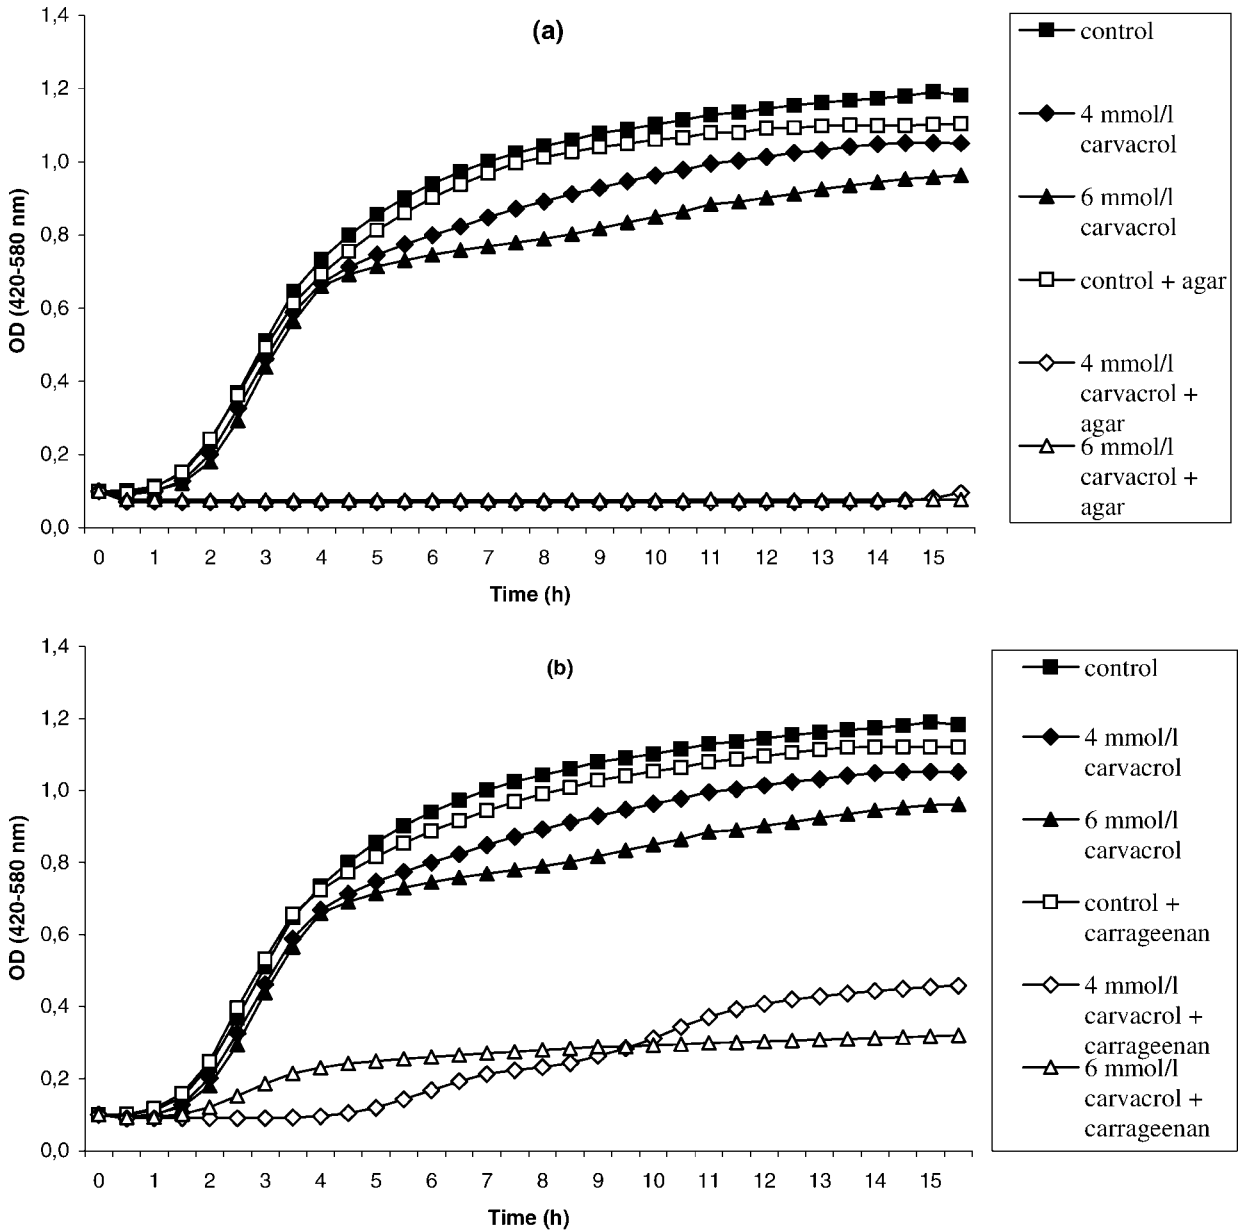 (a)
1,4
1,2
1,0
0,8
0,6
0,4
0,2
0,0
OD (420-580 nm)
0 1 2 3 4 5 6 7 8 9 10 11 12 13 14 15
Time (h)
control
4 mmol/l
carvacrol
6 mmol/l
carvacrol
control + agar
4 mmol/l
carvacrol +
agar
6 mmol/l
carvacrol +
agar
(b)
1,4
1,2
1,0
0,8
0,6
0,4
0,2
0,0
OD (420-580 nm)
0 1 2 3 4 5 6 7 8 9 10 11 12 13 14 15
Time (h)
control
4 mmol/l
carvacrol
6 mmol/l
carvacrol
control +
carrageenan
4 mmol/l
carvacrol +
carrageenan
6 mmol/l
carvacrol +
carrageenan